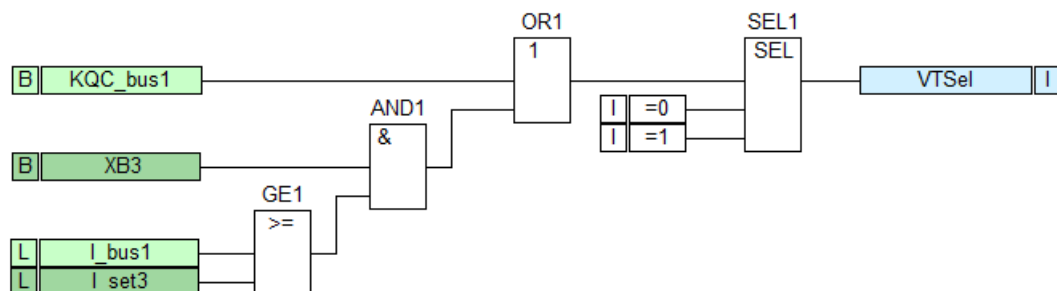 OR1
SEL1
1
SEL
B KQC_bus1
VTSel I
AND1
I =0
&
I =1
B XB3
GE1
>=
L I_bus1
L I_set3